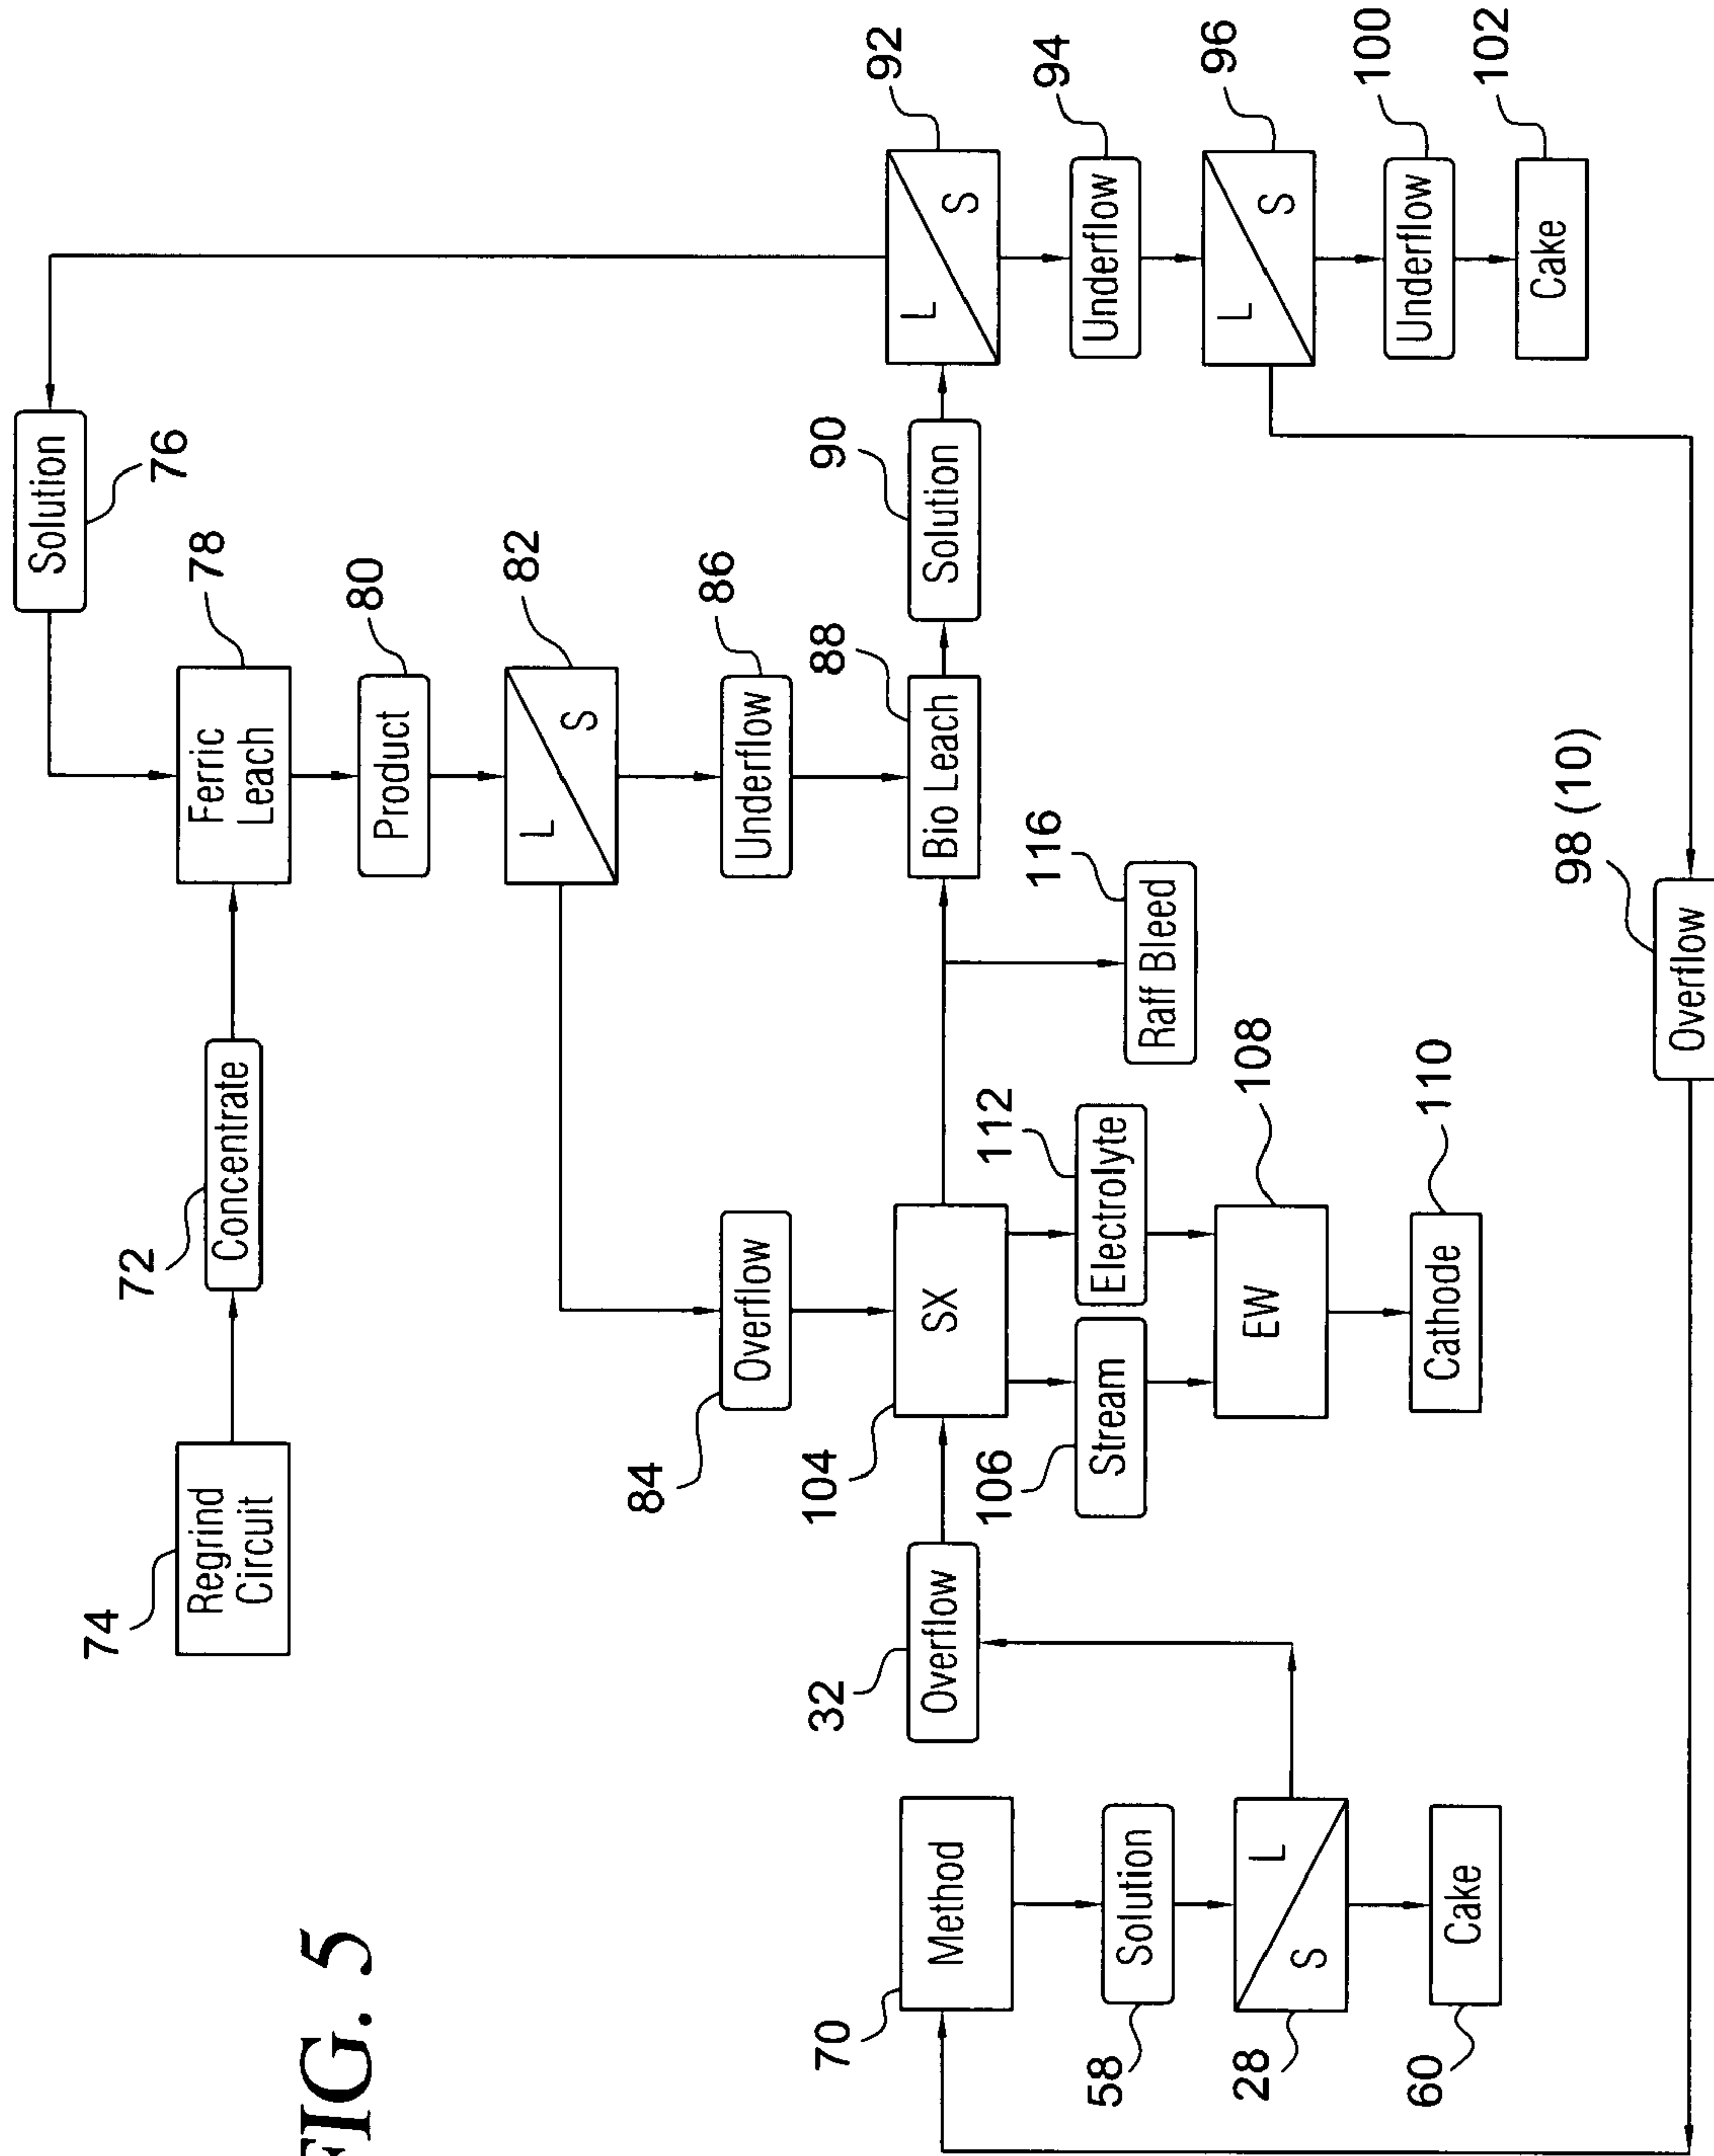 Solution
76
74
Regrind
Circuit
72
Concentrate
Ferric
Leach
78
FIG. 5
Product
80
L
S
82
84
Overflow
Underflow
86
70
Method
32
Overflow
104
SX
Bio Leach
88
90
Solution
L
S
92
58
Solution
106
Stream
Electrolyte
112
Raff Bleed
116
Underflow
94
28
S
L
EW
108
L
S
96
60
Cake
Cathode
110
Underflow
100
Cake
102
Overflow
98 (10)